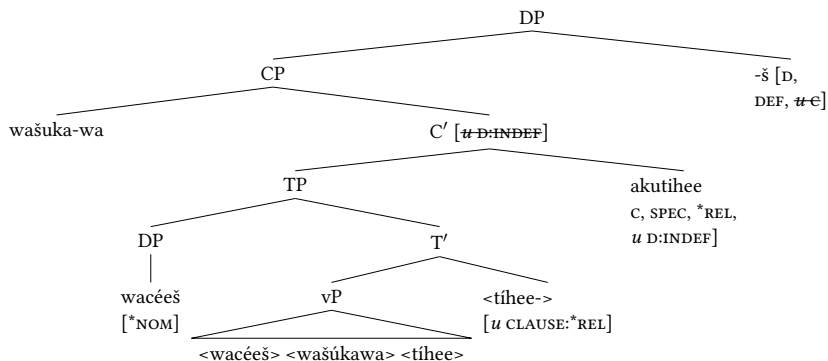 DP
CP
-š [D,
DEF, u C]
wašuka-wa
C′ [u D:INDEF]
TP
akutihee
C, SPEC, *REL,
u D:INDEF]
DP
T′
wacéeš
[*NOM]
vP
<tíhee->
[u CLAUSE:*REL]
<wacéeš> <wašúkawa> <tíhee>